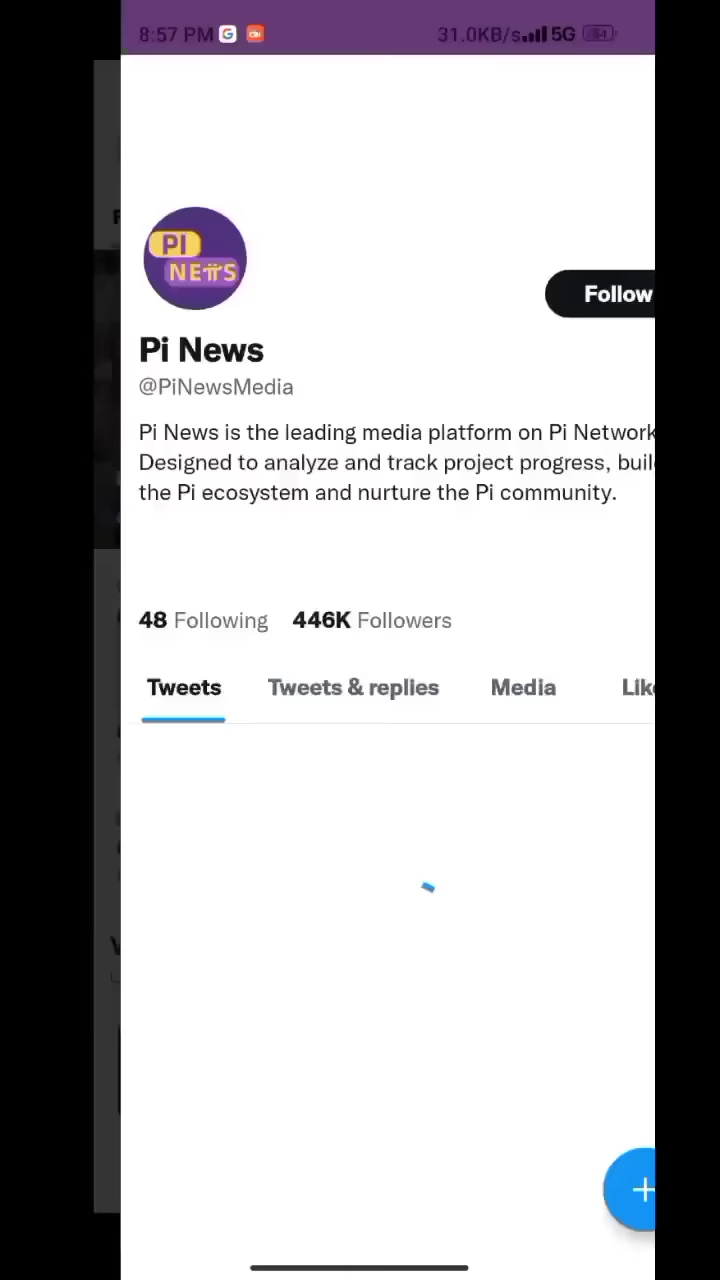 8:57 PM
31.0KB/s 5G 54
PI
NEWS
Follow
Pi News
@PiNewsMedia
Pi News is the leading media platform on Pi Network
Designed to analyze and track project progress, buil
the Pi ecosystem and nurture the Pi community.
48 Following 446K Followers
Tweets Tweets & replies Media Lik